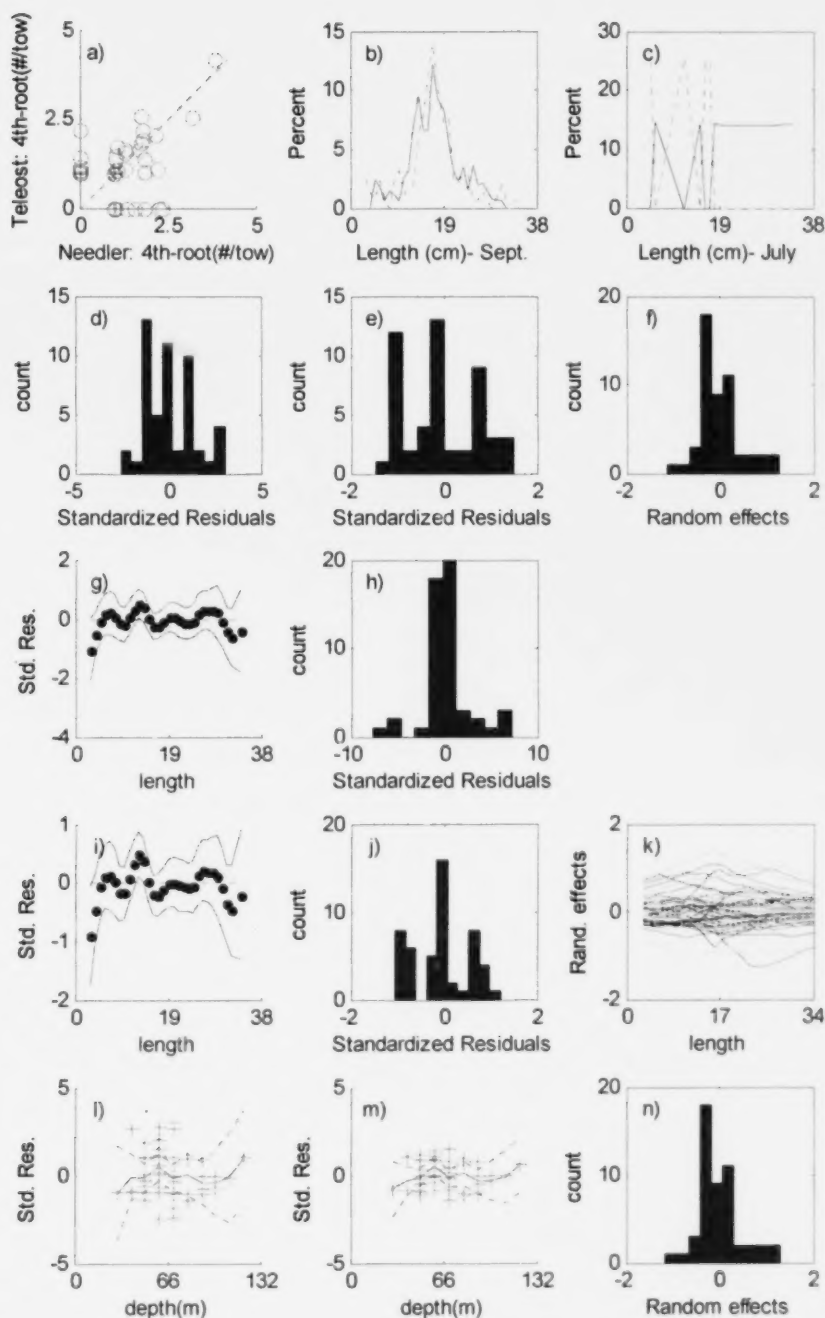 a)
Teleost: 4th-root(#/tow)
5
2.5
0
0
2.5
5
Needler: 4th-root(#/tow)
b)
Percent
15
10
5
0
0
19
38
Length (cm)- Sept.
c)
Percent
30
20
10
0
0
19
38
Length (cm)- July
d)
count
15
10
5
0
-5
0
5
Standardized Residuals
e)
count
15
10
5
0
-2
0
2
Standardized Residuals
f)
count
20
10
0
-2
0
2
Random effects
g)
Std. Res.
2
0
-2
-4
0
19
38
length
h)
count
20
10
0
-10
0
10
Standardized Residuals
i)
Std. Res.
1
0
-1
-2
0
19
38
length
j)
count
20
10
0
-2
0
2
Standardized Residuals
k)
Rand. effects
2
0
-2
0
17
34
length
l)
Std. Res.
5
0
-5
0
66
132
depth(m)
m)
Std. Res.
5
0
-5
0
66
132
depth(m)
n)
count
20
10
0
-2
0
2
Random effects